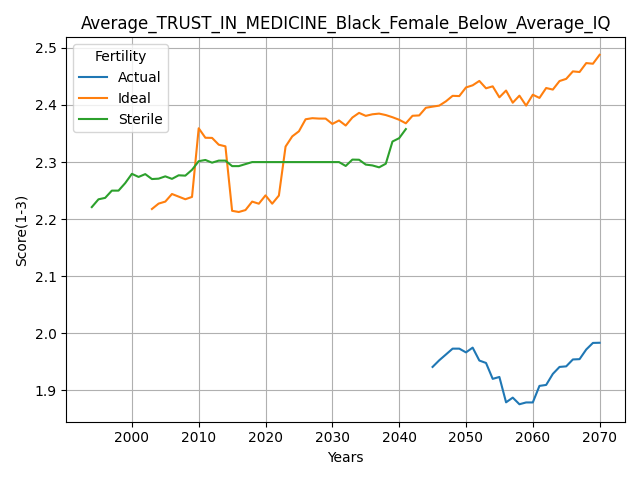 Average_TRUST_IN_MEDICINE_Black_Female_Below_Average_IQ
Fertility
Actual
Ideal
Sterile
Score(1-3)
2.5
2.4
2.3
2.2
2.1
2.0
1.9
2000 2010 2020 2030 2040 2050 2060 2070
Years